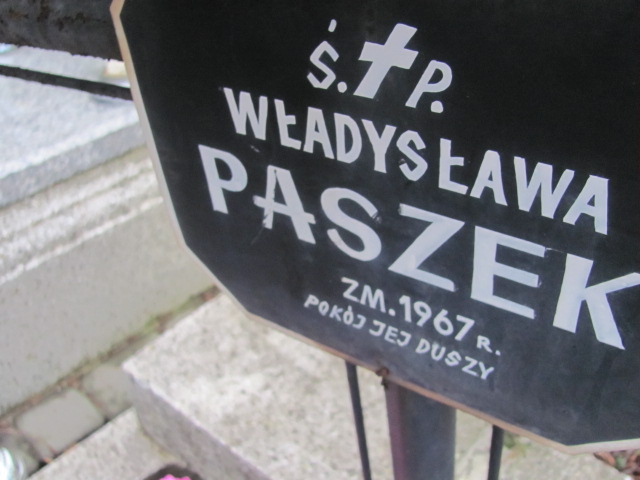 Ś.✝P.
WŁADYSŁAWA
PASZEK
ZM. 1967 R.
POKÓJ JEJ DUSZY